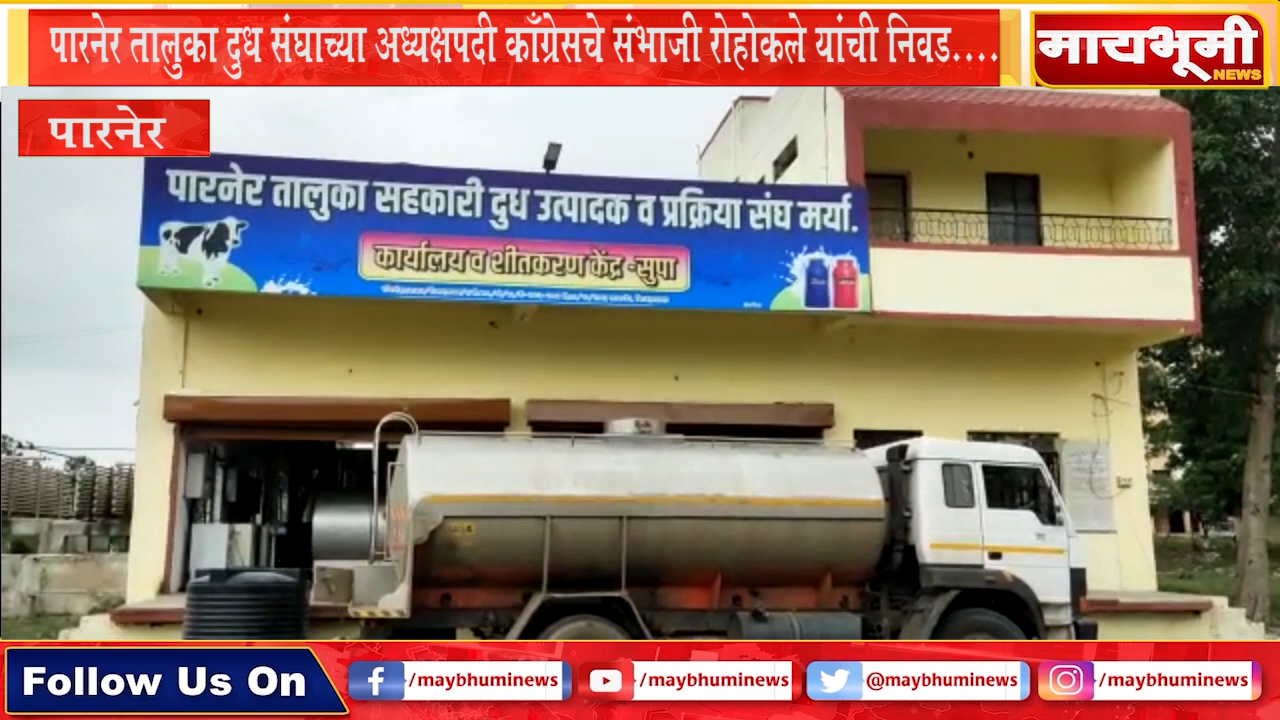 पारनेर तालुका दुध संघाच्या अध्यक्षपदी काँग्रेसचे संभाजी रोहोकले यांची निवड....
मायभूमी
NEWS
पारनेर
पारनेर तालुका सहकारी दुध उत्पादक व प्रक्रिया संघ मर्या.
कार्यालय व शीतकरण केंद्र -सुपा
Follow Us On
/maybhuminews
/maybhuminews
@maybhuminews
/maybhuminews